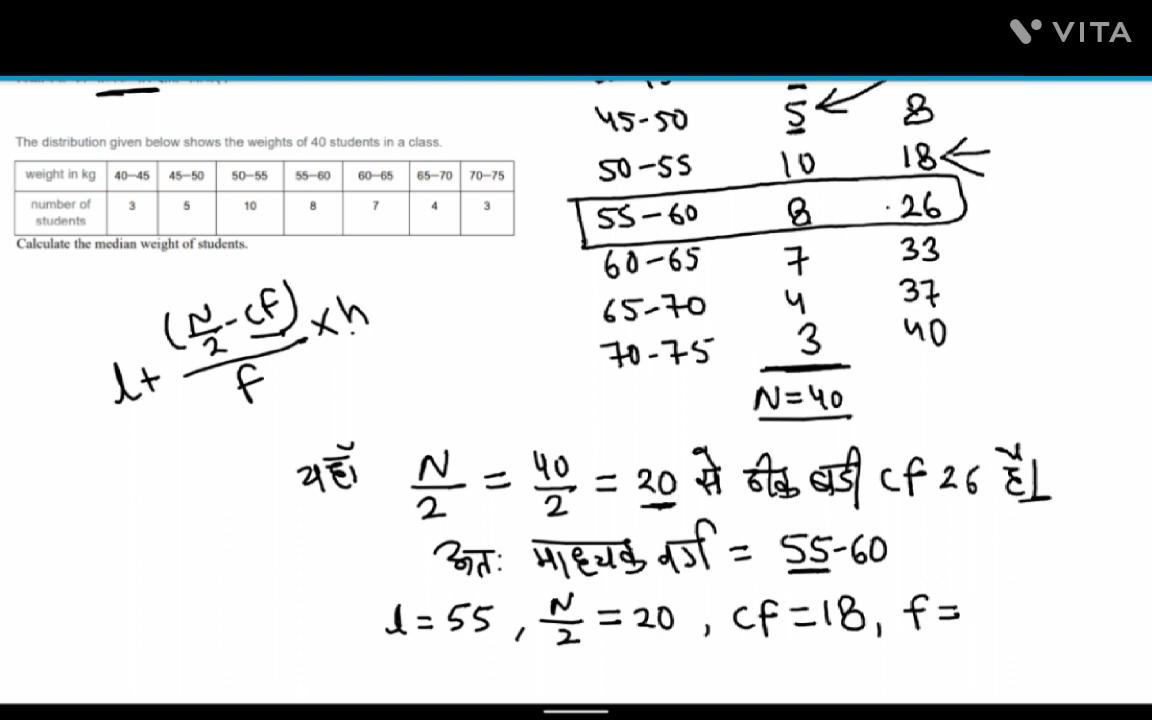 VITA
The distribution given below shows the weights of 40 students in a class.
weight in kg 40–45 45–50 50–55 55–60 60–65 65–70 70–75
number of students 3 5 10 8 7 4 3
Calculate the median weight of students.
45-50 5 8
50-55 10 18
55-60 8 26
60-65 7 33
65-70 4 37
70-75 3 40
N=40
l+ (N/2 - cf)/f × h
यहाँ N/2 = 40/2 = 20 से ठीक बड़ी cf 26 है।
अतः माध्यक वर्ग = 55-60
l = 55 , N/2 = 20 , cf = 18, f =